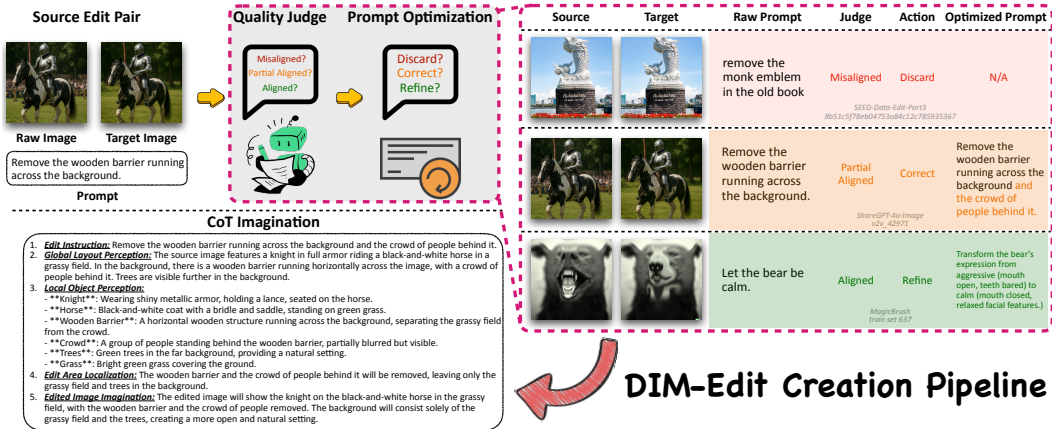 Source Edit Pair
Raw Image
Target Image
Remove the wooden barrier running
across the background.
Prompt
Quality Judge
Misaligned?
Partial Aligned?
Aligned?
Prompt Optimization
Discard?
Correct?
Refine?
Source
Target
Raw Prompt
Judge
Action
Optimized Prompt
remove the
monk emblem
in the old book
Misaligned
Discard
N/A
SEED-Data-Edit-Part3
8b51c5f78eb04753a84c12c785935367
Remove the
wooden barrier
running across
the background.
Partial
Aligned
Correct
Remove the
wooden barrier
running across the
background and
the crowd of
people behind it.
ShareGPT-4o-Image
v2v_42971
Let the bear be
calm.
Aligned
Refine
Transform the bear's
expression from
aggressive (mouth
open, teeth bared) to
calm (mouth closed,
relaxed facial features.)
MagicBrush
train set 637
CoT Imagination
1. Edit Instruction: Remove the wooden barrier running across the background and the crowd of people behind it.
2. Global Layout Perception: The source image features a knight in full armor riding a black-and-white horse in a
grassy field. In the background, there is a wooden barrier running horizontally across the image, with a crowd of
people behind it. Trees are visible further in the background.
3. Local Object Perception:
- **Knight**: Wearing shiny metallic armor, holding a lance, seated on the horse.
- **Horse**: Black-and-white coat with a bridle and saddle, standing on green grass.
- **Wooden Barrier**: A horizontal wooden structure running across the background, separating the grassy field
from the crowd.
- **Crowd**: A group of people standing behind the wooden barrier, partially blurred but visible.
- **Trees**: Green trees in the far background, providing a natural setting.
- **Grass**: Bright green grass covering the ground.
4. Edit Area Localization: The wooden barrier and the crowd of people behind it will be removed, leaving only the
grassy field and trees in the background.
5. Edited Image Imagination: The edited image will show the knight on the black-and-white horse in the grassy
field, with the wooden barrier and the crowd of people removed. The background will consist solely of the
grassy field and the trees, creating a more open and natural setting.
DIM-Edit Creation Pipeline